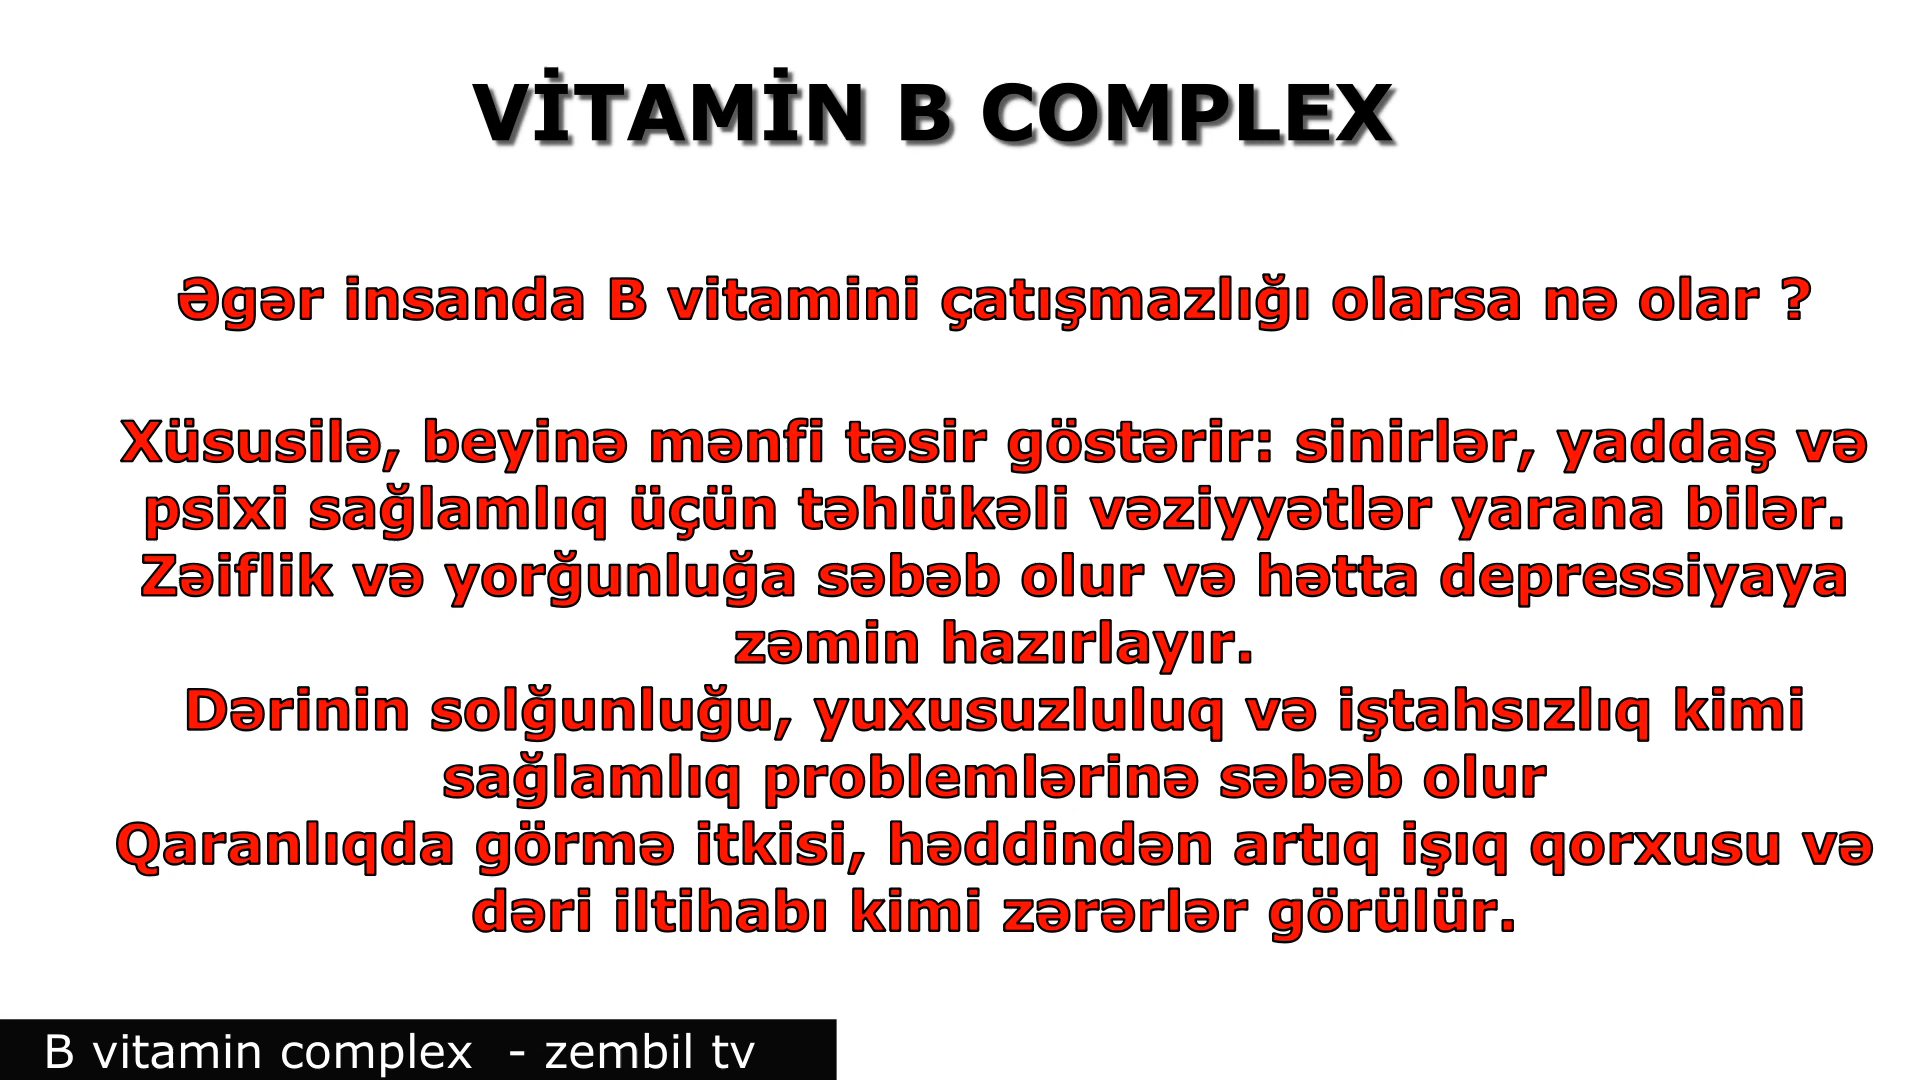 VİTAMİN B COMPLEX
Əgər insanda B vitamini çatışmazlığı olarsa nə olar ?
Xüsusilə, beyinə mənfi təsir göstərir: sinirlər, yaddaş və
psixi sağlamlıq üçün təhlükəli vəziyyətlər yarana bilər.
Zəiflik və yorğunluğa səbəb olur və hətta depressiyaya
zəmin hazırlayır.
Dərinin solğunluğu, yuxusuzluluq və iştahsızlıq kimi
sağlamlıq problemlərinə səbəb olur
Qaranlıqda görmə itkisi, həddindən artıq işıq qorxusu və
dəri iltihabı kimi zərərlər görülür.
B vitamin complex  - zembil tv